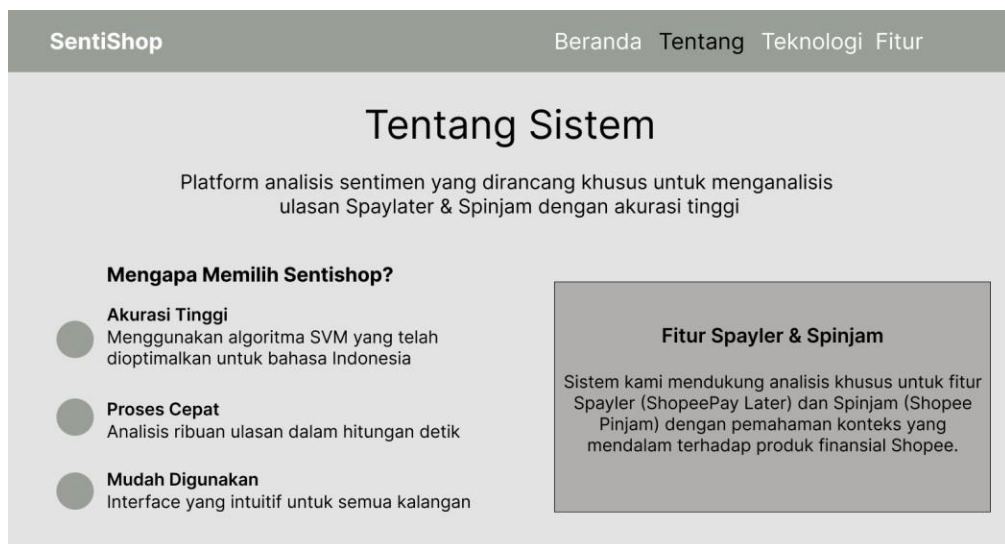 SentiShop
Beranda Tentang Teknologi Fitur
Tentang Sistem
Platform analisis sentimen yang dirancang khusus untuk menganalisis
ulasan Spaylater & Spinjam dengan akurasi tinggi
Mengapa Memilih Sentishop?
Akurasi Tinggi
Menggunakan algoritma SVM yang telah
dioptimalkan untuk bahasa Indonesia
Proses Cepat
Analisis ribuan ulasan dalam hitungan detik
Mudah Digunakan
Interface yang intuitif untuk semua kalangan
Fitur Spayler & Spinjam
Sistem kami mendukung analisis khusus untuk fitur
Spayler (ShopeePay Later) dan Spinjam (Shopee
Pinjam) dengan pemahaman konteks yang
mendalam terhadap produk finansial Shopee.